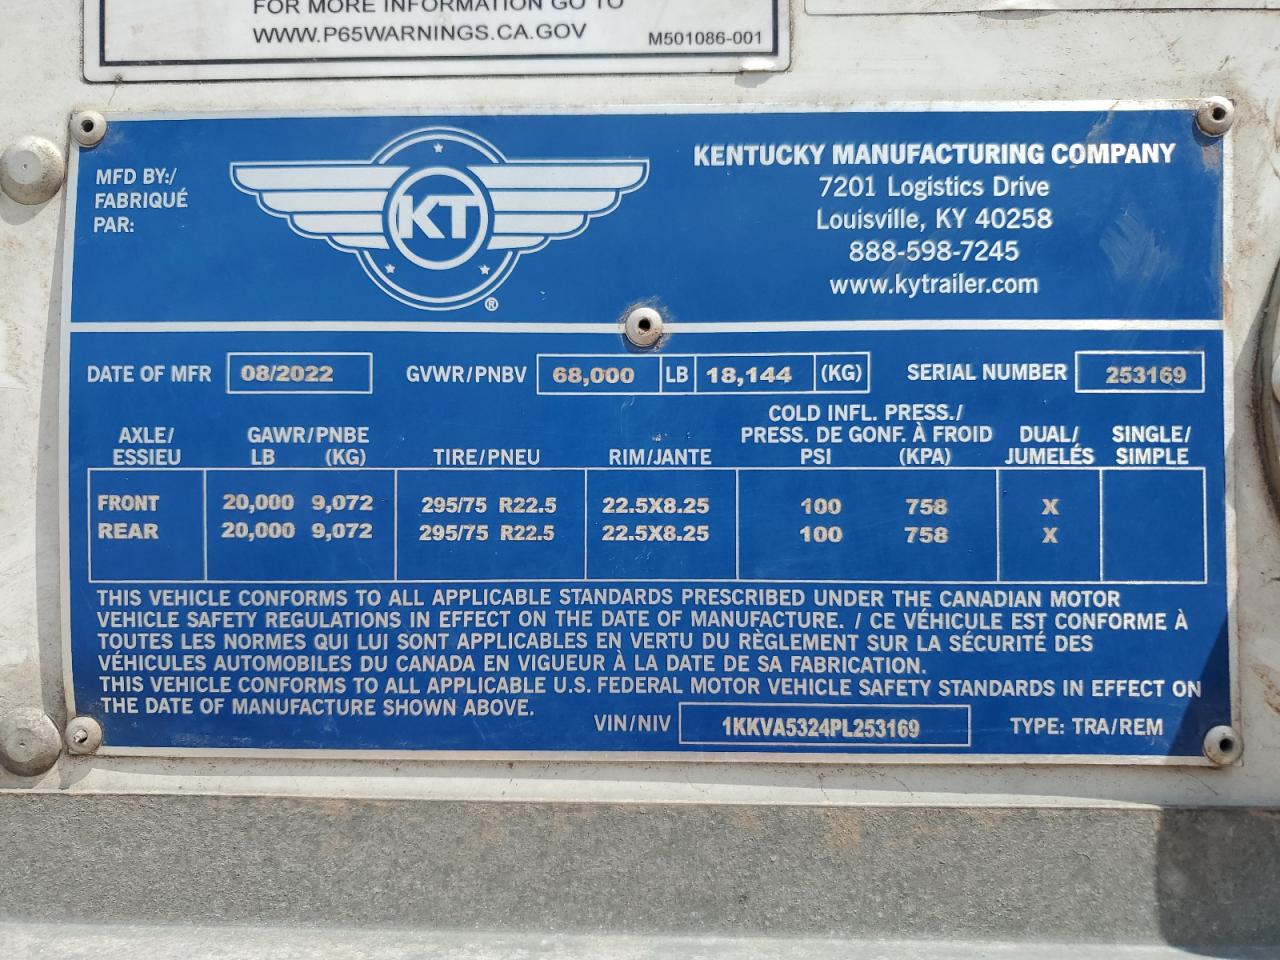 FOR MORE INFORMATION GO TO
WWW.P65WARNINGS.CA.GOV
M501086-001
MFD BY:/
FABRIQUÉ
PAR:
KT
®
KENTUCKY MANUFACTURING COMPANY
7201 Logistics Drive
Louisville, KY 40258
888-598-7245
www.kytrailer.com
DATE OF MFR 08/2022 GVWR/PNBV 68,000 LB 18,144 (KG) SERIAL NUMBER 253169
AXLE/ GAWR/PNBE COLD INFL. PRESS./ DUAL/ SINGLE/
ESSIEU LB (KG) TIRE/PNEU RIM/JANTE PRESS. DE GONF. À FROID JUMELÉS SIMPLE
PSI (KPA)
FRONT 20,000 9,072 295/75 R22.5 22.5X8.25 100 758 X
REAR 20,000 9,072 295/75 R22.5 22.5X8.25 100 758 X
THIS VEHICLE CONFORMS TO ALL APPLICABLE STANDARDS PRESCRIBED UNDER THE CANADIAN MOTOR
VEHICLE SAFETY REGULATIONS IN EFFECT ON THE DATE OF MANUFACTURE. / CE VÉHICULE EST CONFORME À
TOUTES LES NORMES QUI LUI SONT APPLICABLES EN VERTU DU RÈGLEMENT SUR LA SÉCURITÉ DES
VÉHICULES AUTOMOBILES DU CANADA EN VIGUEUR À LA DATE DE SA FABRICATION.
THIS VEHICLE CONFORMS TO ALL APPLICABLE U.S. FEDERAL MOTOR VEHICLE SAFETY STANDARDS IN EFFECT ON
THE DATE OF MANUFACTURE SHOWN ABOVE.
VIN/NIV 1KKVA5324PL253169 TYPE: TRA/REM